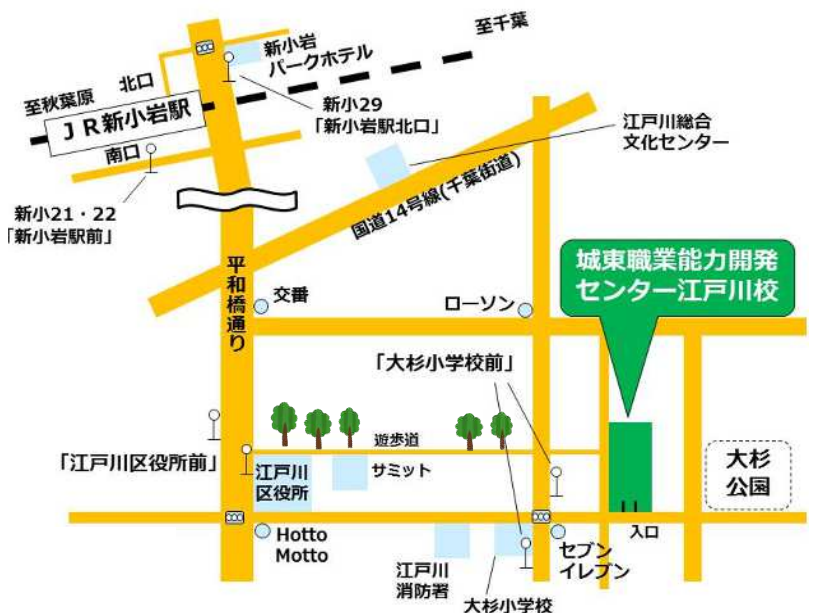 至千葉
新小岩
パークホテル
北口
至秋葉原
JR新小岩駅
新小29
「新小岩駅北口」
南口
江戸川総合
文化センター
新小21・22
「新小岩駅前」
国道14号線(千葉街道)
平和橋通り
城東職業能力開発
センター江戸川校
交番
ローソン
「大杉小学校前」
遊歩道
「江戸川区役所前」
江戸川
区役所
サミット
大杉
公園
入口
Hotto
Motto
セブン
イレブン
江戸川
消防署
大杉小学校